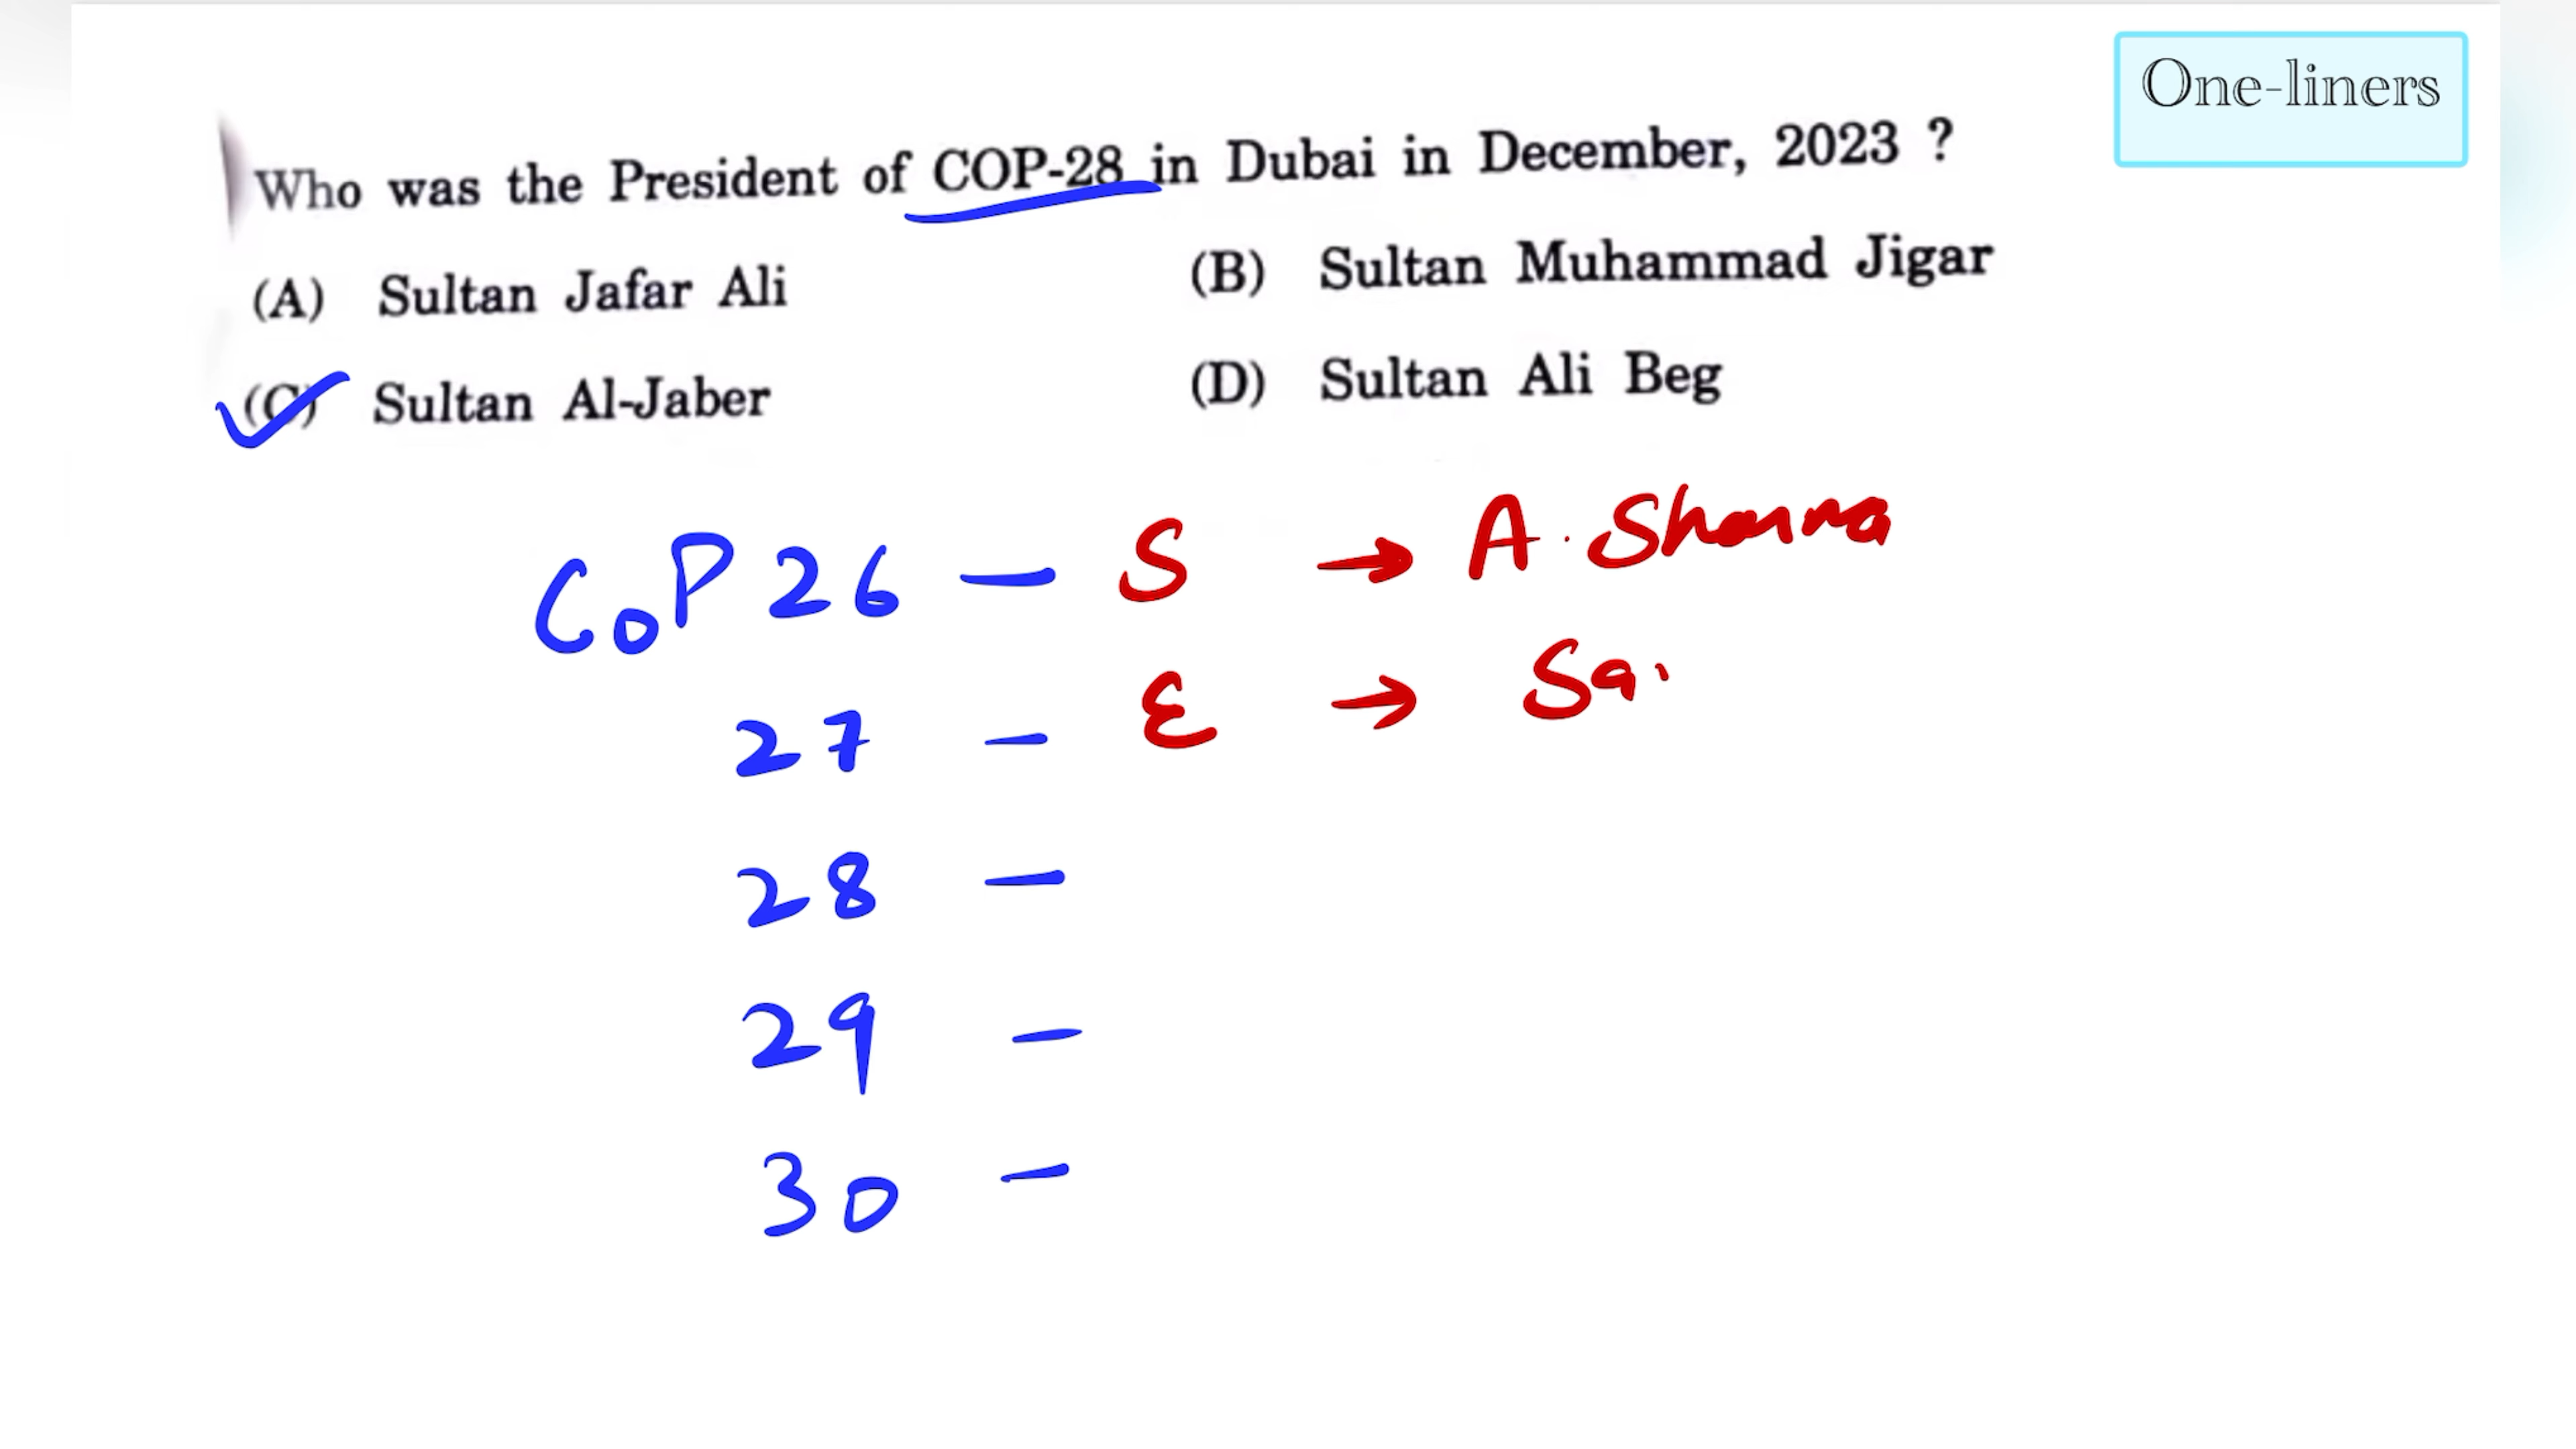 One-liners
Who was the President of COP-28 in Dubai in December, 2023 ?
(A) Sultan Jafar Ali (B) Sultan Muhammad Jigar
(C) Sultan Al-Jaber (D) Sultan Ali Beg
CoP 26 - S → A. Sharma
27 - E → Sa
28 -
29 -
30 -